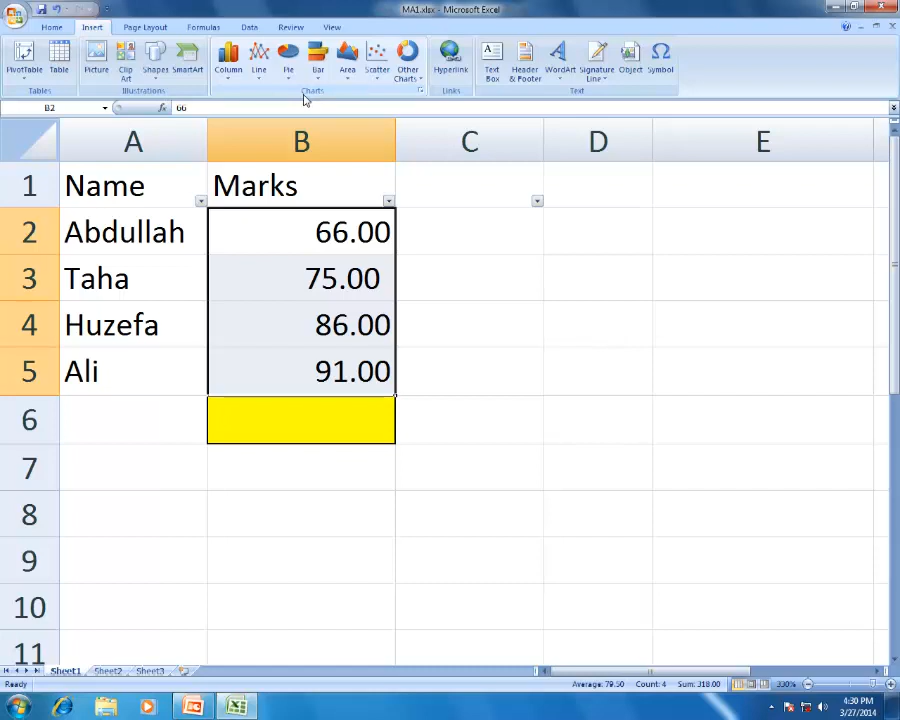 MA1.xlsx - Microsoft Excel
Home Insert Page Layout Formulas Data Review View
PivotTable Table Picture Clip Art Shapes SmartArt Column Line Pie Bar Area Scatter Other Charts Hyperlink Text Box Header & Footer WordArt Signature Line Object Symbol
Tables Illustrations Charts Links Text
B2 fx 66
A B C D E
1 Name Marks
2 Abdullah 66.00
3 Taha 75.00
4 Huzefa 86.00
5 Ali 91.00
6
7
8
9
10
11
Sheet1 Sheet2 Sheet3
Ready Average: 79.50 Count: 4 Sum: 318.00 330%
4:30 PM
3/27/2014